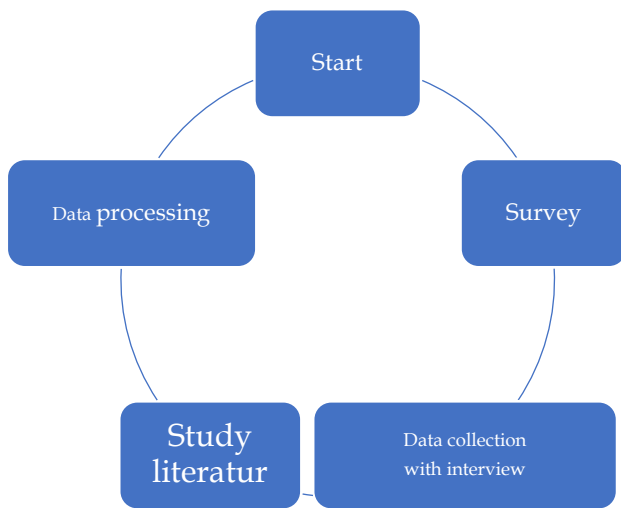 Start
Survey
Data collection
with interview
Study
literatur
Data processing